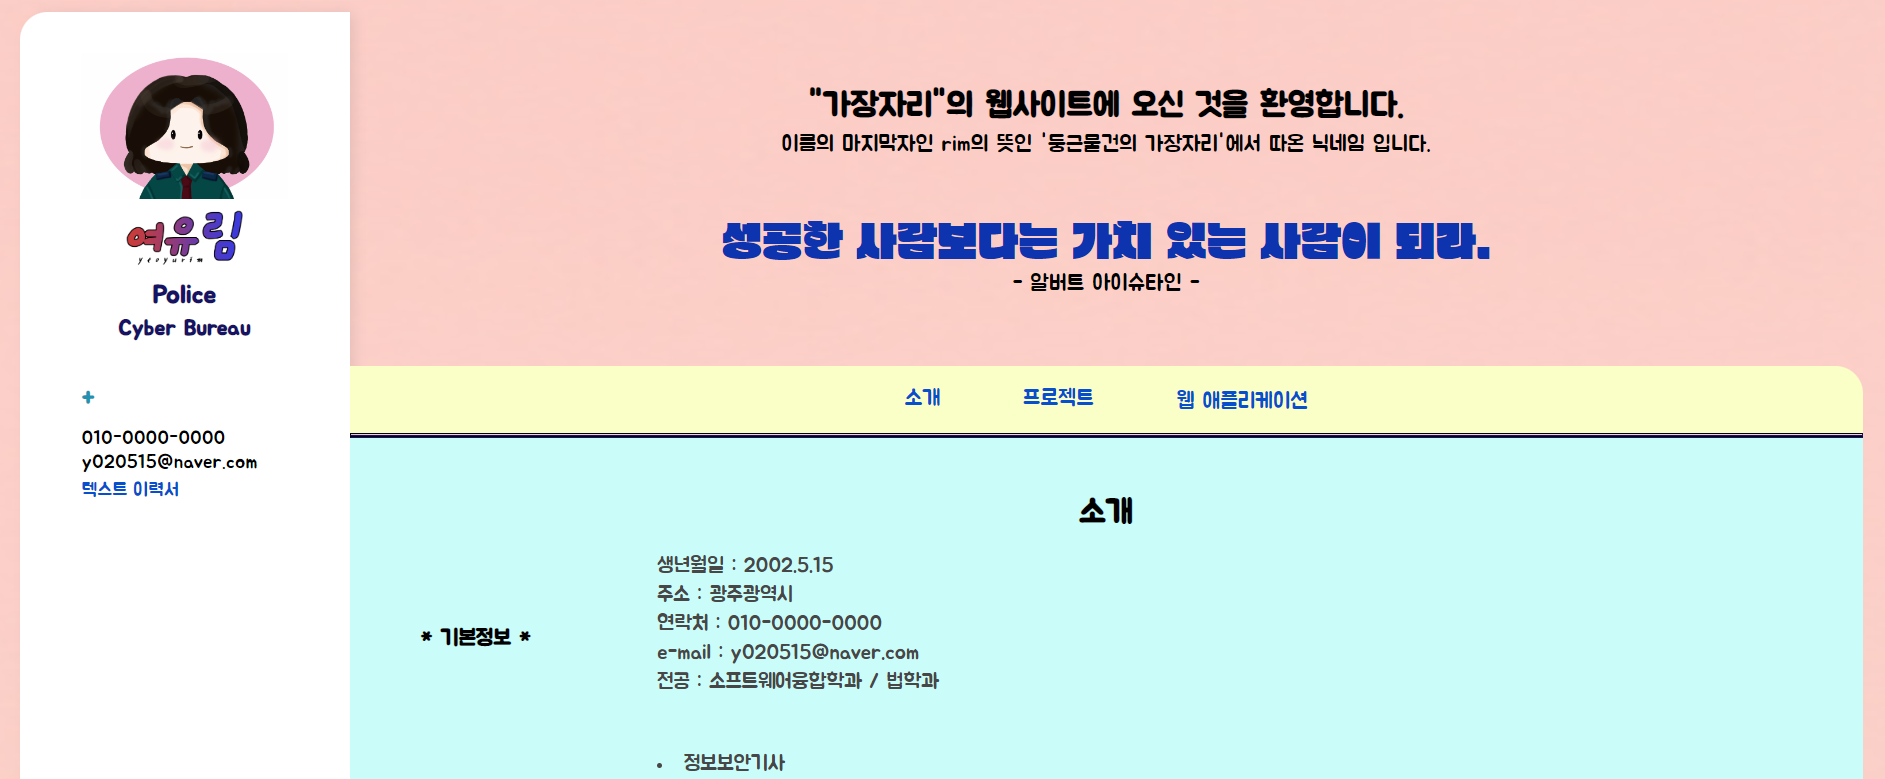 여유림
yeoyurim
Police
Cyber Bureau
+
010-0000-0000
y020515@naver.com
텍스트 이력서
"가장자리"의 웹사이트에 오신 것을 환영합니다.
이름의 마지막자인 rim의 뜻인 '둥근물건의 가장자리'에서 따온 닉네임 입니다.
성공한 사람보다는 가치 있는 사람이 되라.
- 알버트 아이슈타인 -
소개 프로젝트 웹 애플리케이션
소개
* 기본정보 *
생년월일 : 2002.5.15
주소 : 광주광역시
연락처 : 010-0000-0000
e-mail : y020515@naver.com
전공 : 소프트웨어융합학과 / 법학과
• 정보보안기사